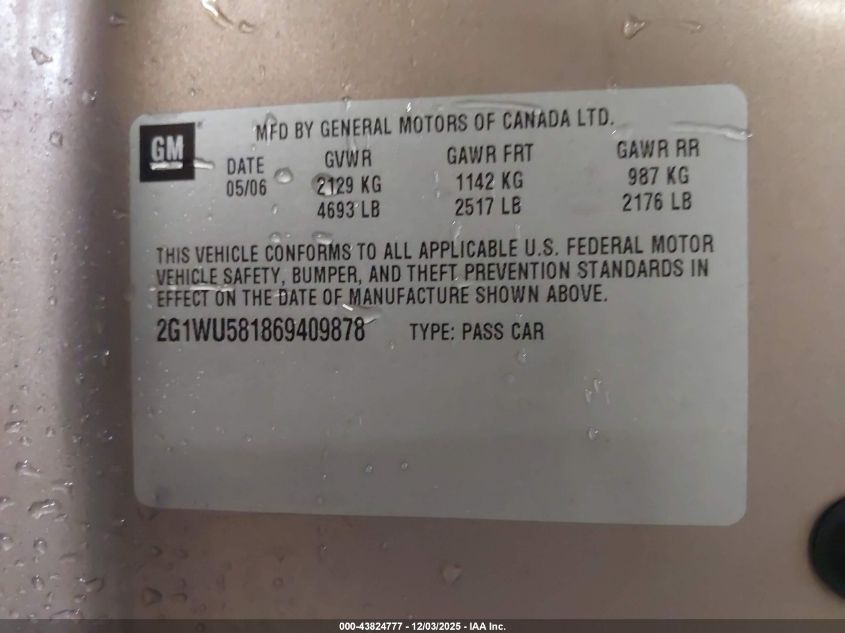 MFD BY GENERAL MOTORS OF CANADA LTD.
GM
DATE GVWR GAWR FRT GAWR RR
05/06 2129 KG 1142 KG 987 KG
4693 LB 2517 LB 2176 LB
THIS VEHICLE CONFORMS TO ALL APPLICABLE U.S. FEDERAL MOTOR
VEHICLE SAFETY, BUMPER, AND THEFT PREVENTION STANDARDS IN
EFFECT ON THE DATE OF MANUFACTURE SHOWN ABOVE.
2G1WU581869409878 TYPE: PASS CAR
000-43824777 - 12/03/2025 - IAA Inc.